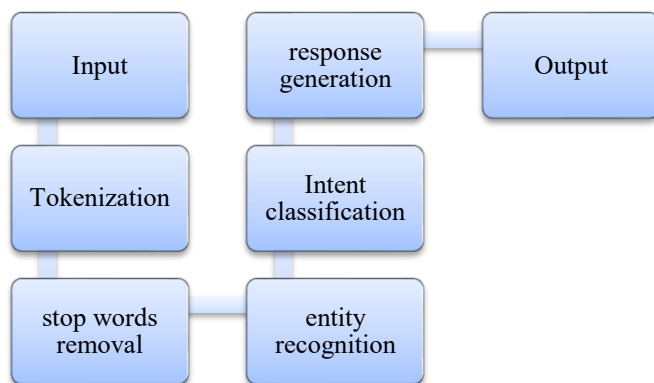 Input
Tokenization
stop words
removal
entity
recognition
Intent
classification
response
generation
Output